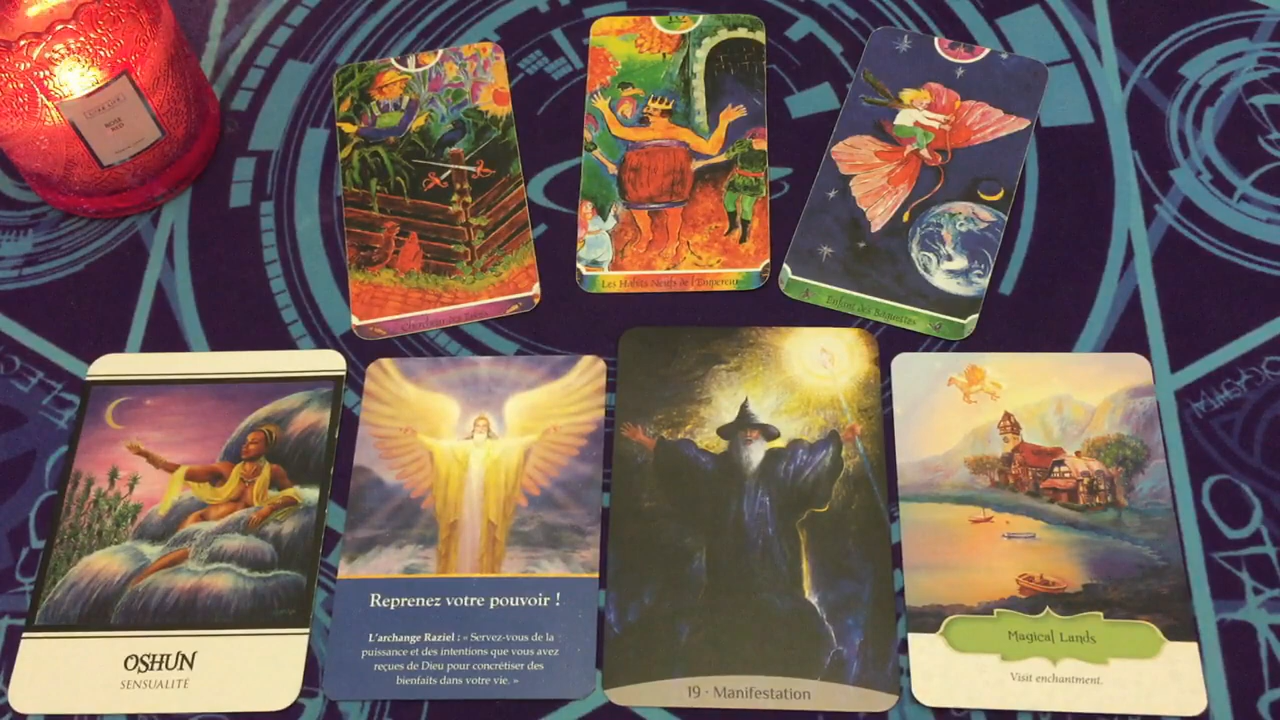 ROSE
RED
Les Habits Neufs de l'Empereur
Enfant des Baguettes
OSHUN
SENSUALITÉ
Reprenez votre pouvoir !
L'archange Raziel : « Servez-vous de la
puissance et des intentions que vous avez
reçues de Dieu pour concrétiser des
bienfaits dans votre vie. »
19 · Manifestation
Magical Lands
Visit enchantment.